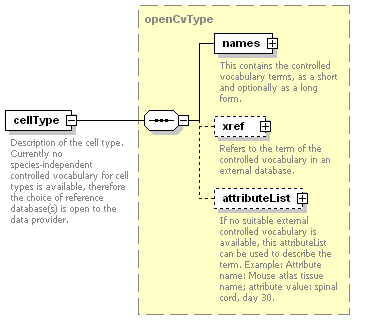 openCvType
names
This contains the controlled
vocabulary terms, as a short
and optionally as a long
form.
cellType
Description of the cell type.
Currently no
species-independent
controlled vocabulary for cell
types is available, therefore
the choice of reference
database(s) is open to the
data provider.
xref
Refers to the term of the
controlled vocabulary in an
external database.
attributeList
If no suitable external
controlled vocabulary is
available, this attributeList
can be used to describe the
term. Example: Attribute
name: Mouse atlas tissue
name; attribute value: spinal
cord, day 30.